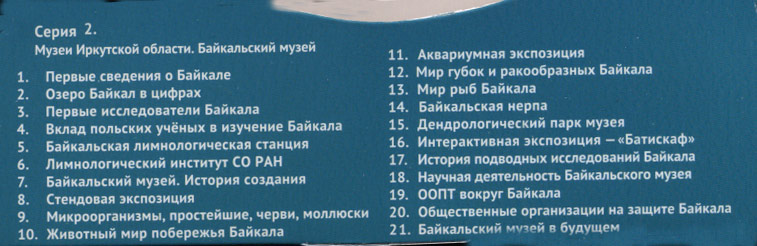 Серия 2.
Музеи Иркутской области. Байкальский музей
1. Первые сведения о Байкале
2. Озеро Байкал в цифрах
3. Первые исследователи Байкала
4. Вклад польских учёных в изучение Байкала
5. Байкальская лимнологическая станция
6. Лимнологический институт СО РАН
7. Байкальский музей. История создания
8. Стендовая экспозиция
9. Микроорганизмы, простейшие, черви, моллюски
10. Животный мир побережья Байкала
11. Аквариумная экспозиция
12. Мир губок и ракообразных Байкала
13. Мир рыб Байкала
14. Байкальская нерпа
15. Дендрологический парк музея
16. Интерактивная экспозиция — «Батискаф»
17. История подводных исследований Байкала
18. Научная деятельность Байкальского музея
19. ООПТ вокруг Байкала
20. Общественные организации на защите Байкала
21. Байкальский музей в будущем